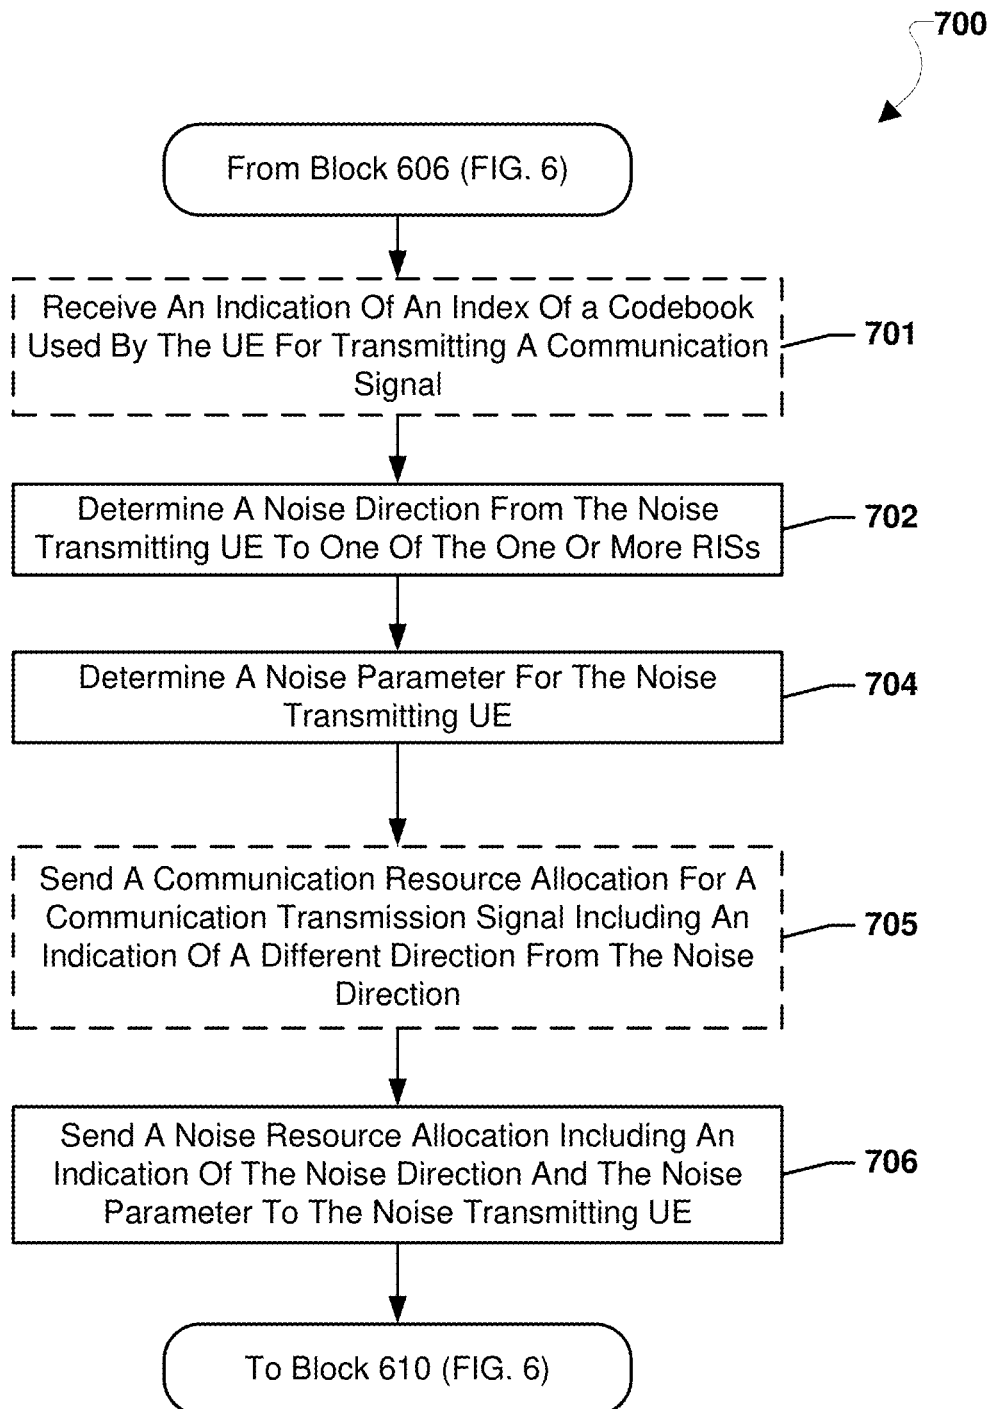 700
From Block 606 (FIG. 6)
Receive An Indication Of An Index Of a Codebook
Used By The UE For Transmitting A Communication
Signal
701
Determine A Noise Direction From The Noise
Transmitting UE To One Of The One Or More RISs
702
Determine A Noise Parameter For The Noise
Transmitting UE
704
Send A Communication Resource Allocation For A
Communication Transmission Signal Including An
Indication Of A Different Direction From The Noise
Direction
705
Send A Noise Resource Allocation Including An
Indication Of The Noise Direction And The Noise
Parameter To The Noise Transmitting UE
706
To Block 610 (FIG. 6)